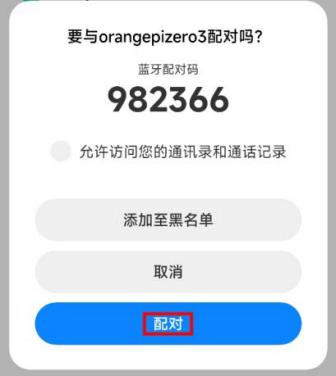 要与orangepizero3配对吗?
蓝牙配对码
982366
允许访问您的通讯录和通话记录
添加至黑名单
取消
配对